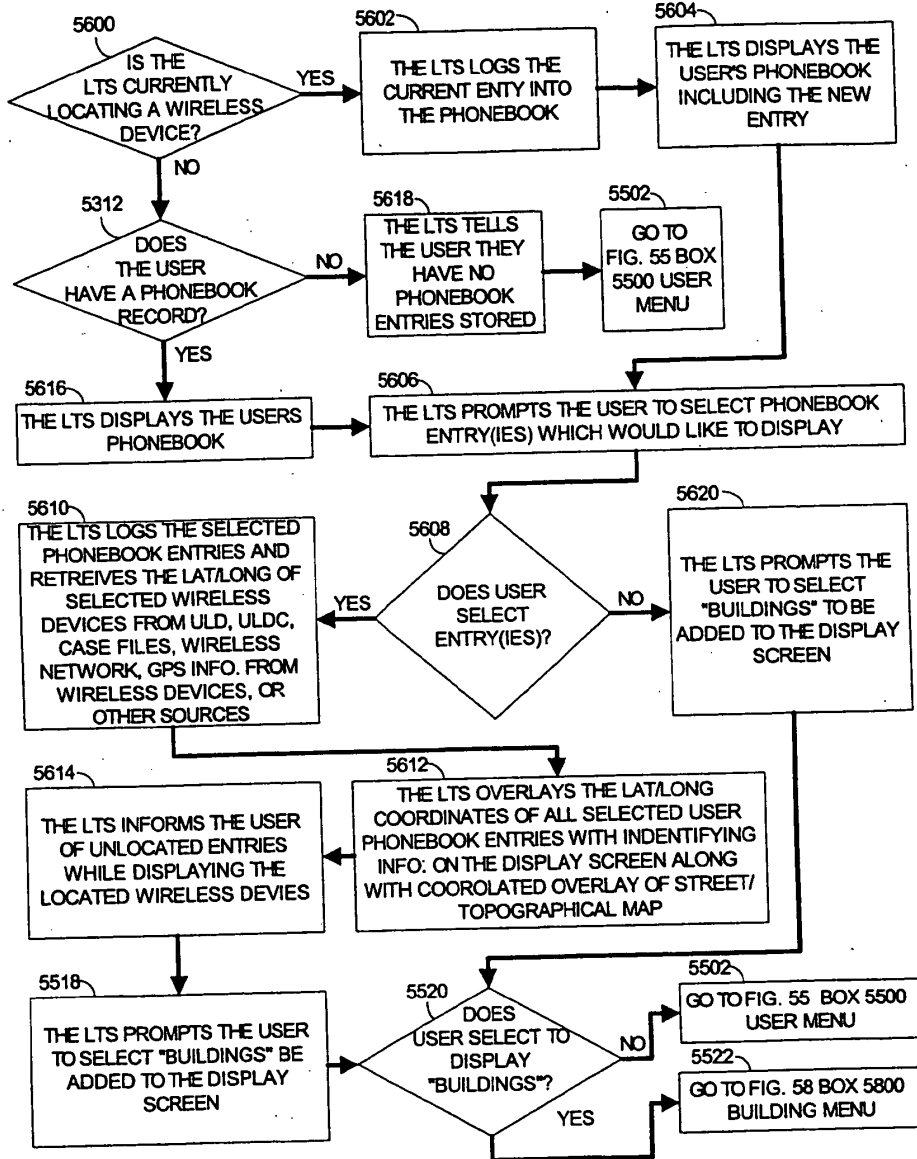 5600
IS THE
LTS CURRENTLY
LOCATING A WIRELESS
DEVICE?
YES
NO
5602
THE LTS LOGS THE
CURRENT ENTY INTO
THE PHONEBOOK
5604
THE LTS DISPLAYS THE
USER'S PHONEBOOK
INCLUDING THE NEW
ENTRY
5312
DOES
THE USER
HAVE A PHONEBOOK
RECORD?
NO
YES
5618
THE LTS TELLS
THE USER THEY
HAVE NO
PHONEBOOK
ENTRIES STORED
5502
GO TO
FIG. 55 BOX
5500 USER
MENU
5616
THE LTS DISPLAYS THE USERS
PHONEBOOK
5606
THE LTS PROMPTS THE USER TO SELECT PHONEBOOK
ENTRY(IES) WHICH WOULD LIKE TO DISPLAY
5610
THE LTS LOGS THE SELECTED
PHONEBOOK ENTRIES AND
RETREIVES THE LAT/LONG OF
SELECTED WIRELESS
DEVICES FROM ULD, ULDC,
CASE FILES, WIRELESS
NETWORK, GPS INFO. FROM
WIRELESS DEVICES, OR
OTHER SOURCES
5608
DOES USER
SELECT
ENTRY(IES)?
YES
NO
5620
THE LTS PROMPTS THE
USER TO SELECT
"BUILDINGS" TO BE
ADDED TO THE DISPLAY
SCREEN
5614
THE LTS INFORMS THE USER
OF UNLOCATED ENTRIES
WHILE DISPLAYING THE
LOCATED WIRELESS DEVIES
5612
THE LTS OVERLAYS THE LAT/LONG
COORDINATES OF ALL SELECTED USER
PHONEBOOK ENTRIES WITH INDENTIFYING
INFO: ON THE DISPLAY SCREEN ALONG
WITH COOROLATED OVERLAY OF STREET/
TOPOGRAPHICAL MAP
5518
THE LTS PROMPTS THE USER
TO SELECT "BUILDINGS" BE
ADDED TO THE DISPLAY
SCREEN
5520
DOES
USER SELECT TO
DISPLAY
"BUILDINGS"?
NO
YES
5502
GO TO FIG. 55 BOX 5500
USER MENU
5522
GO TO FIG. 58 BOX 5800
BUILDING MENU